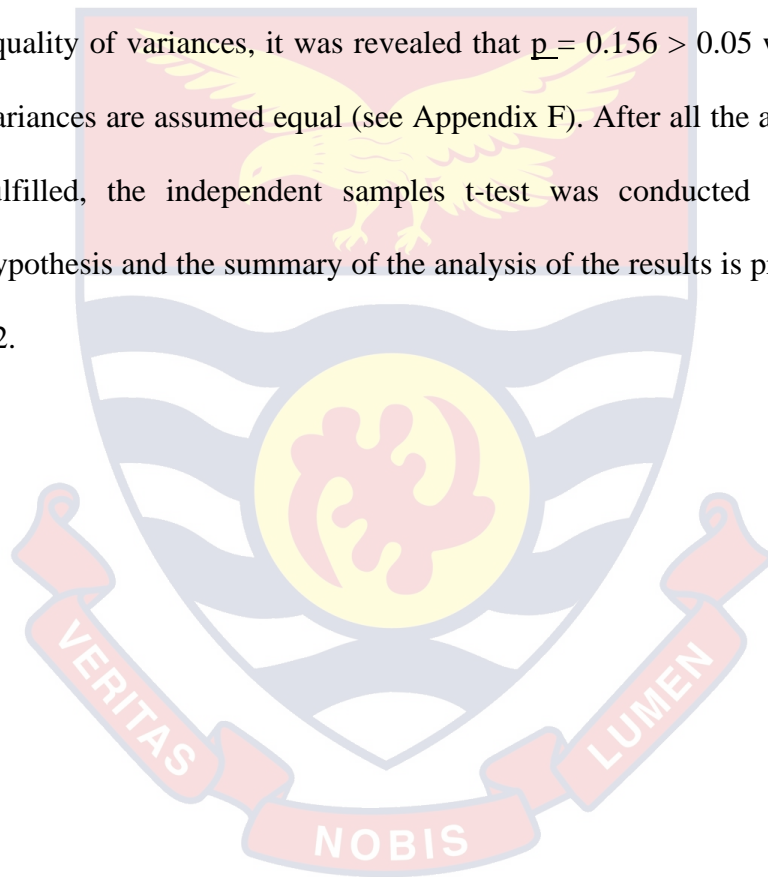 quality of variances, it was revealed that p = 0.156 > 0.05
ariances are assumed equal (see Appendix F). After all the a
lfilled, the independent samples t-test was conducted
ypothesis and the summary of the analysis of the results is
2.
VERITAS
NOBIS
LUMEN